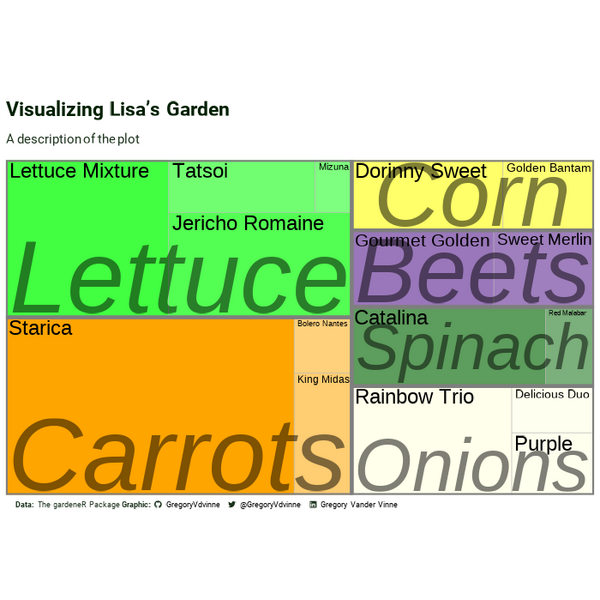 Visualizing Lisa’s Garden
A description of the plot
Lettuce Mixture
Tatsoi
Mizuna
Jericho Romaine
Lettuce
Dorinny Sweet
Golden Bantam
Corn
Gourmet Golden
Sweet Merlin
Beets
Starica
Bolero Nantes
King Midas
Carrots
Catalina
Red Malabar
Spinach
Rainbow Trio
Delicious Duo
Purple
Onions
Data: The gardeneR Package Graphic: GregoryVdvinne @GregoryVdvinne Gregory Vander Vinne